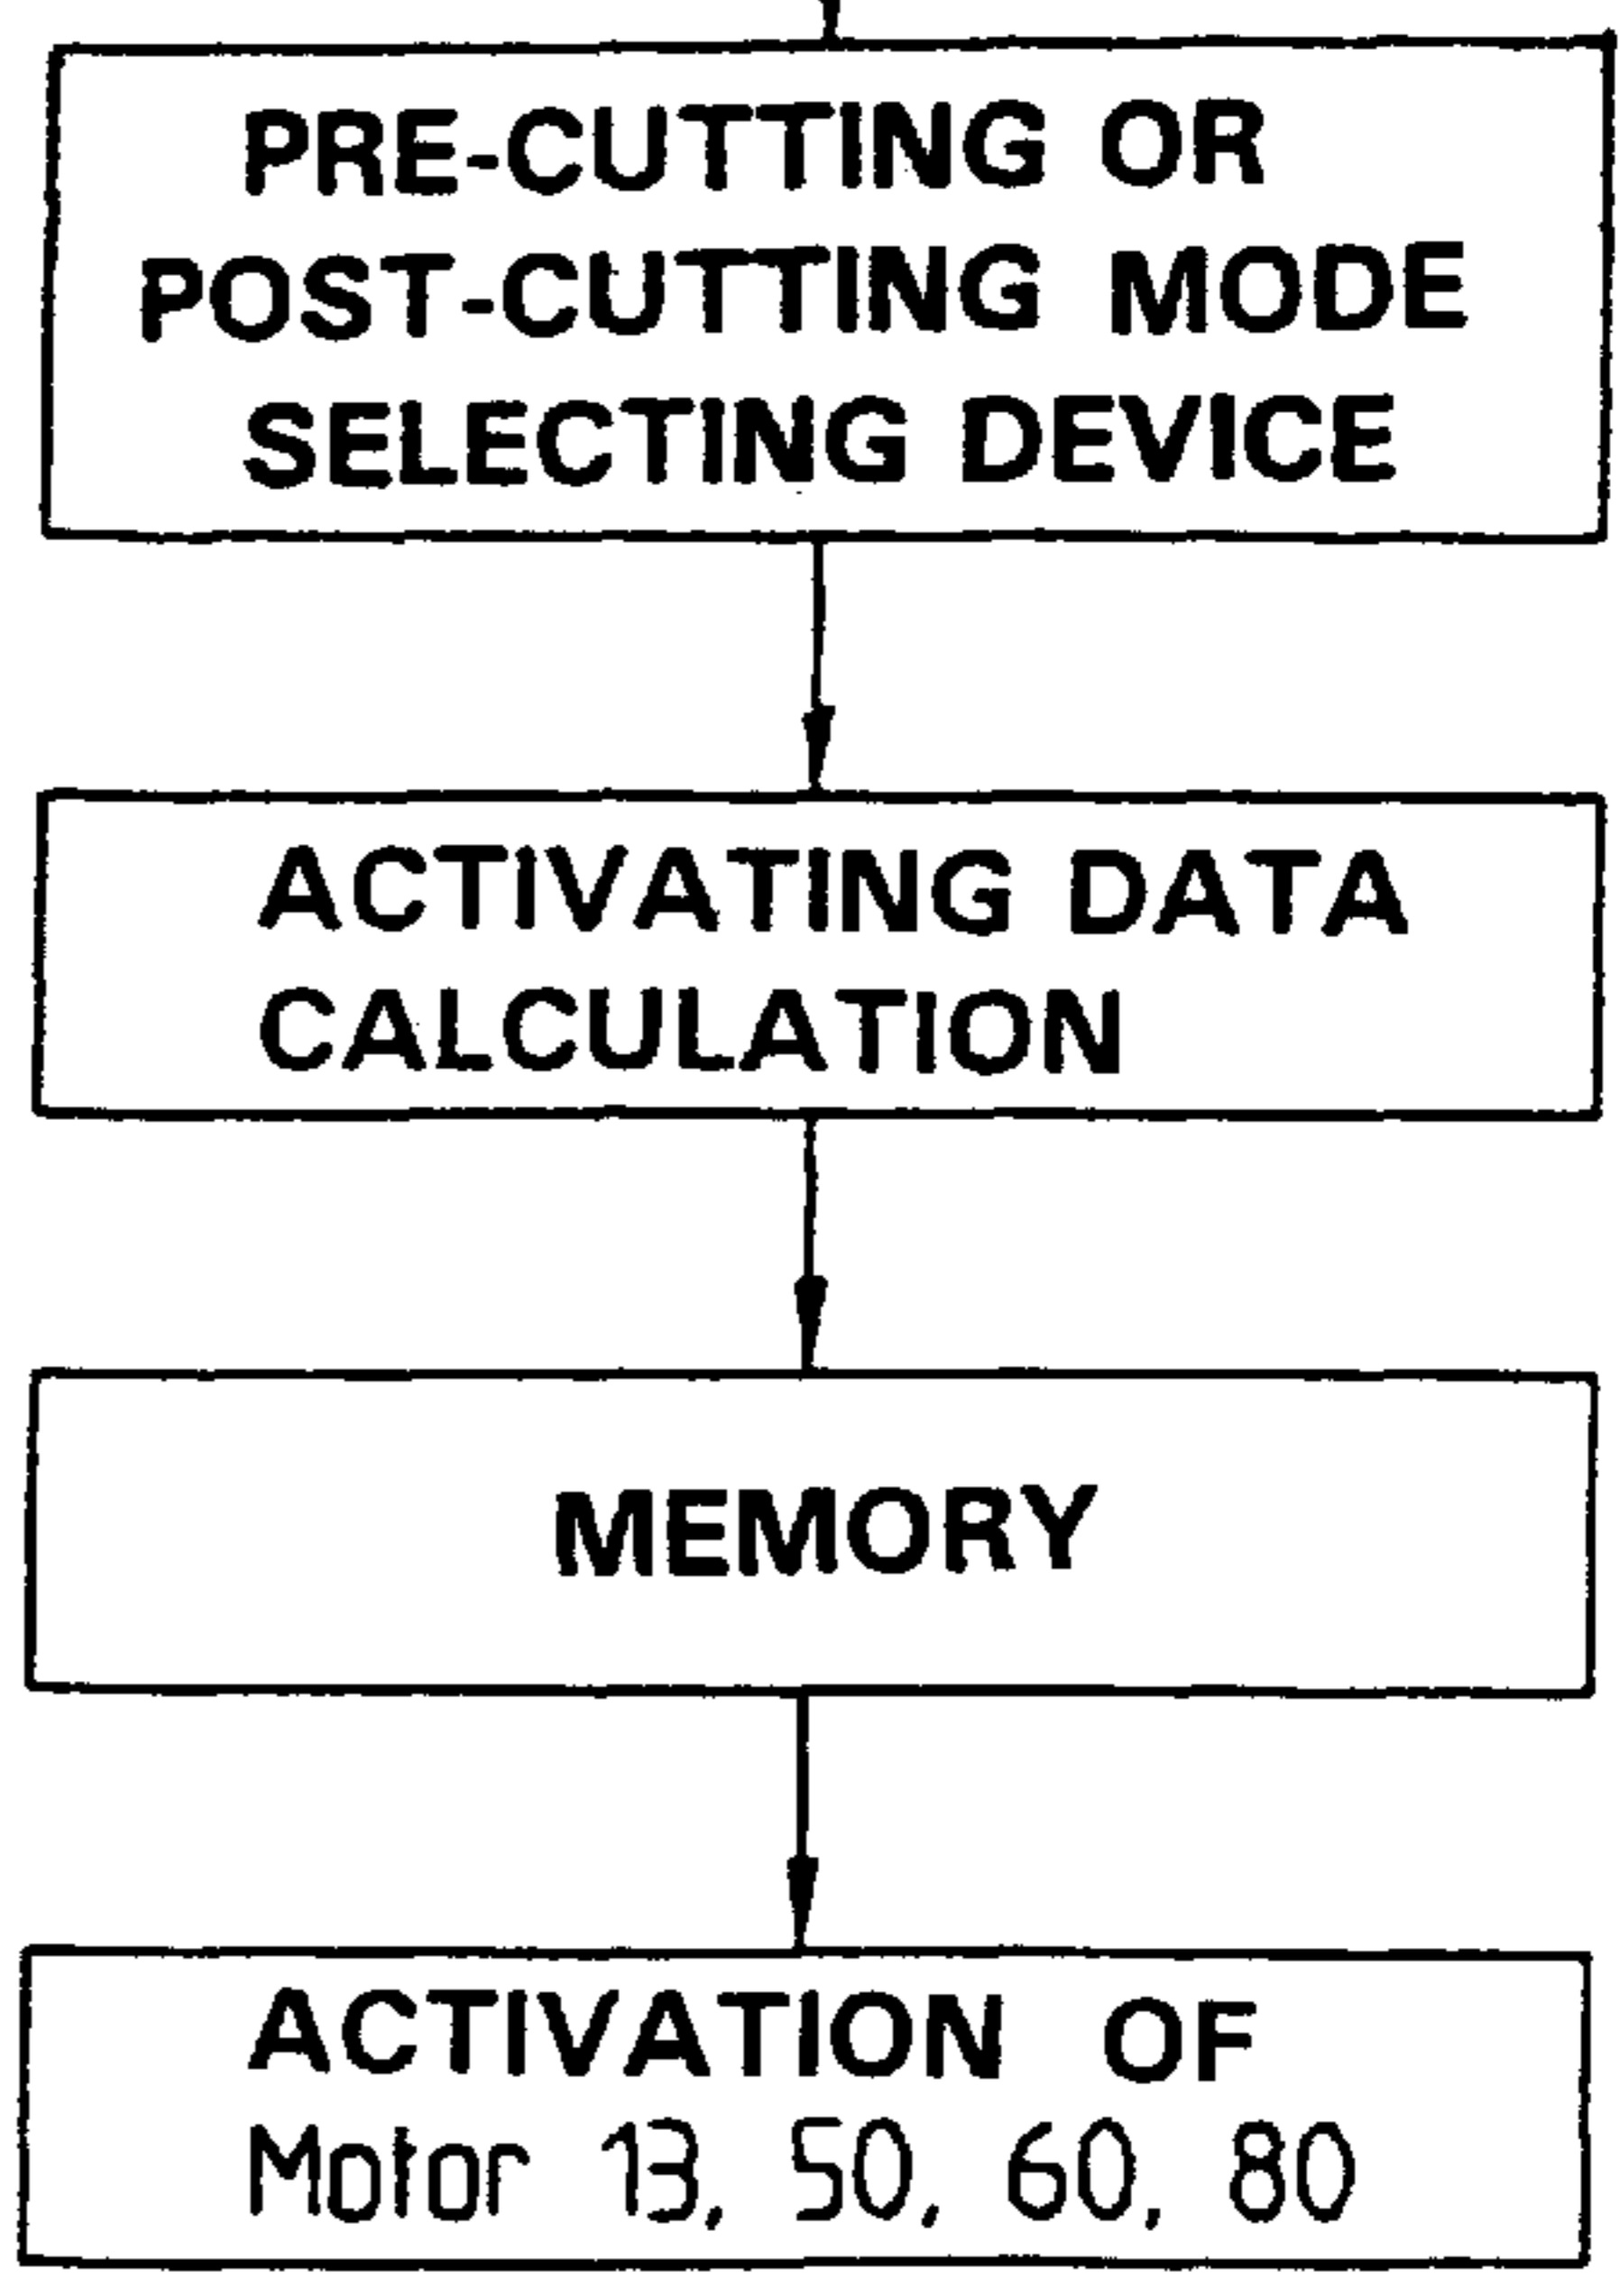 PRE-CUTTING OR
POST-CUTTING MODE
SELECTING DEVICE
ACTIVATING DATA
CALCULATION
MEMORY
ACTIVATION OF
Motor 13, 50, 60, 80